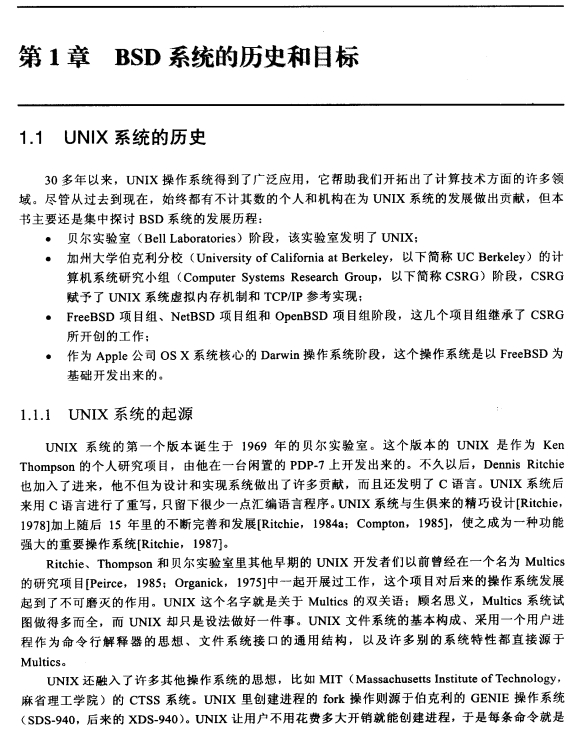 第 1 章　BSD 系统的历史和目标
1.1　UNIX 系统的历史
30 多年以来，UNIX 操作系统得到了广泛应用，它帮助我们开拓出了计算技术方面的许多领
域。尽管从过去到现在，始终都有不计其数的个人和机构在为 UNIX 系统的发展做出贡献，但本
书主要还是集中探讨 BSD 系统的发展历程：
● 贝尔实验室（Bell Laboratories）阶段，该实验室发明了 UNIX；
● 加州大学伯克利分校（University of California at Berkeley，以下简称 UC Berkeley）的计
算机系统研究小组（Computer Systems Research Group，以下简称 CSRG）阶段，CSRG
赋予了 UNIX 系统虚拟内存机制和 TCP/IP 参考实现；
● FreeBSD 项目组、NetBSD 项目组和 OpenBSD 项目组阶段，这几个项目组继承了 CSRG
所开创的工作；
● 作为 Apple 公司 OS X 系统核心的 Darwin 操作系统阶段，这个操作系统是以 FreeBSD 为
基础开发出来的。
1.1.1　UNIX 系统的起源
UNIX 系统的第一个版本诞生于 1969 年的贝尔实验室。这个版本的 UNIX 是作为 Ken
Thompson 的个人研究项目，由他在一台闲置的 PDP-7 上开发出来的。不久以后，Dennis Ritchie
也加入了进来，他不但为设计和实现系统做出了许多贡献，而且还发明了 C 语言。UNIX 系统后
来用 C 语言进行了重写，只留下很少一点汇编语言程序。UNIX 系统与生俱来的精巧设计[Ritchie，
1978]加上随后 15 年里的不断完善和发展[Ritchie，1984a；Compton，1985]，使之成为一种功能
强大的重要操作系统[Ritchie，1987]。
Ritchie、Thompson 和贝尔实验室里其他早期的 UNIX 开发者们以前曾经在一个名为 Multics
的研究项目[Peirce，1985；Organick，1975]中一起开展过工作，这个项目对后来的操作系统发展
起到了不可磨灭的作用。UNIX 这个名字就是关于 Multics 的双关语；顾名思义，Multics 系统试
图做得多而全，而 UNIX 却只是设法做好一件事。UNIX 文件系统的基本构成、采用一个用户进
程作为命令行解释器的思想、文件系统接口的通用结构，以及许多别的系统特性都直接源于
Multics。
UNIX 还融入了许多其他操作系统的思想，比如 MIT（Massachusetts Institute of Technology，
麻省理工学院）的 CTSS 系统。UNIX 里创建进程的 fork 操作则源于伯克利的 GENIE 操作系统
（SDS-940，后来的 XDS-940）。UNIX 让用户不用花费多大开销就能创建进程，于是每条命令就是